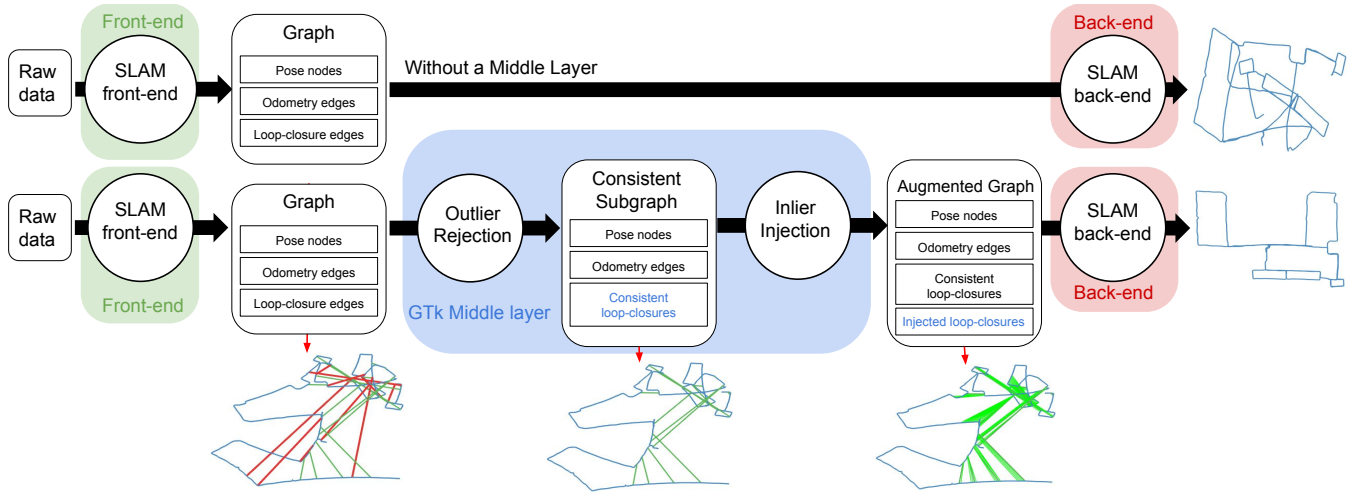 Front-end
Raw
data
SLAM
front-end
Graph
Pose nodes
Odometry edges
Loop-closure edges
Without a Middle Layer
Back-end
SLAM
back-end
Raw
data
SLAM
front-end
Front-end
Graph
Pose nodes
Odometry edges
Loop-closure edges
Outlier
Rejection
GTk Middle layer
Consistent
Subgraph
Pose nodes
Odometry edges
Consistent
loop-closures
Inlier
Injection
Augmented Graph
Pose nodes
Odometry edges
Consistent
loop-closures
Injected loop-closures
SLAM
back-end
Back-end